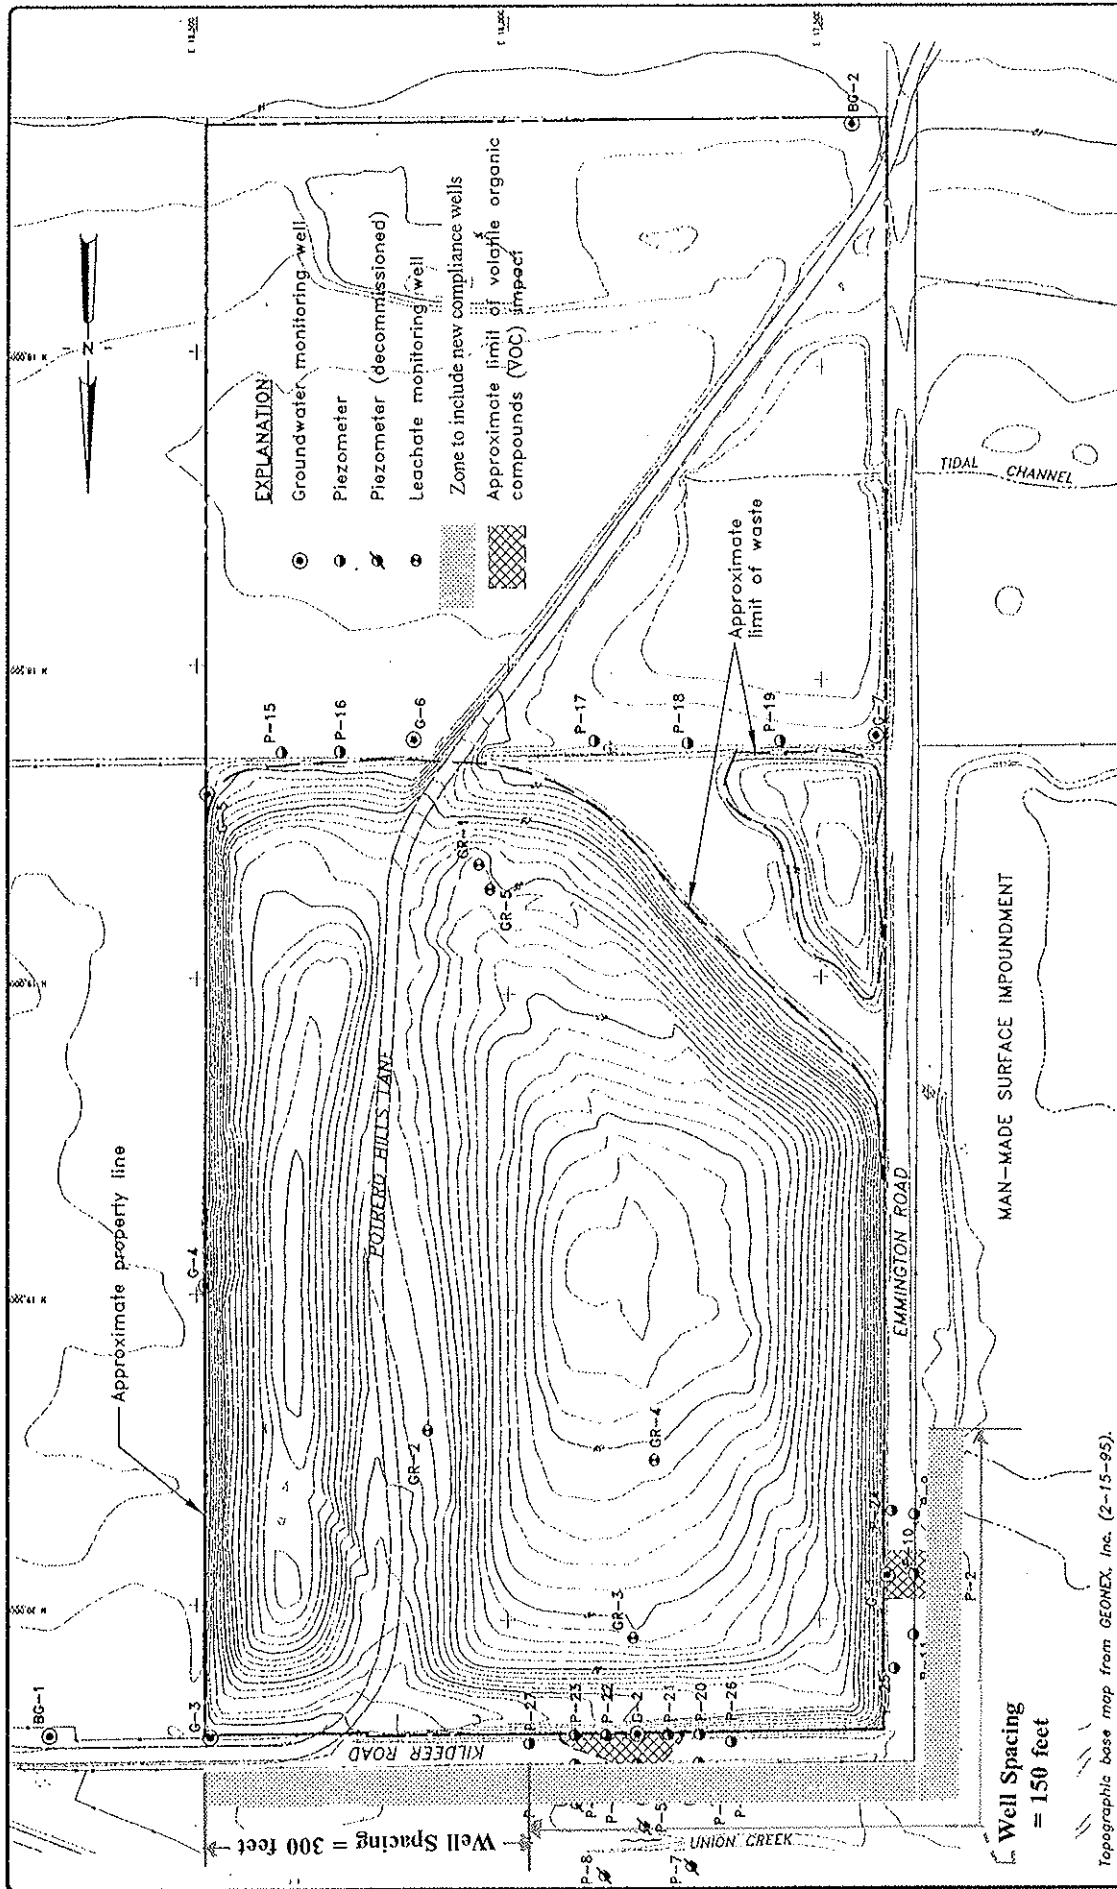 Approximate property line
EXPLANATION
Groundwater monitoring well
Piezometer
Piezometer (decommissioned)
Leachate monitoring well
Zone to include new compliance wells
Approximate limit of volatile organic
compounds (VOC) impact
N
BG-1
G-3
G-4
P-15
P-16
G-6
P-17
P-18
P-19
G-7
BG-2
GR-1
GR-5
GR-2
GR-4
GR-3
POTRERO HILLS LANE
KILDEER ROAD
EMMINGTON ROAD
Approximate
limit of waste
TIDAL CHANNEL
MAN-MADE SURFACE IMPOUNDMENT
P-27
P-23
P-22
G-2
P-21
P-20
P-26
P-25
P-24
P-2
P-5
P-8
P-7
UNION CREEK
Well Spacing = 300 feet
Well Spacing
= 150 feet
Topographic base map from GEONEX, Inc. (2-15-95).